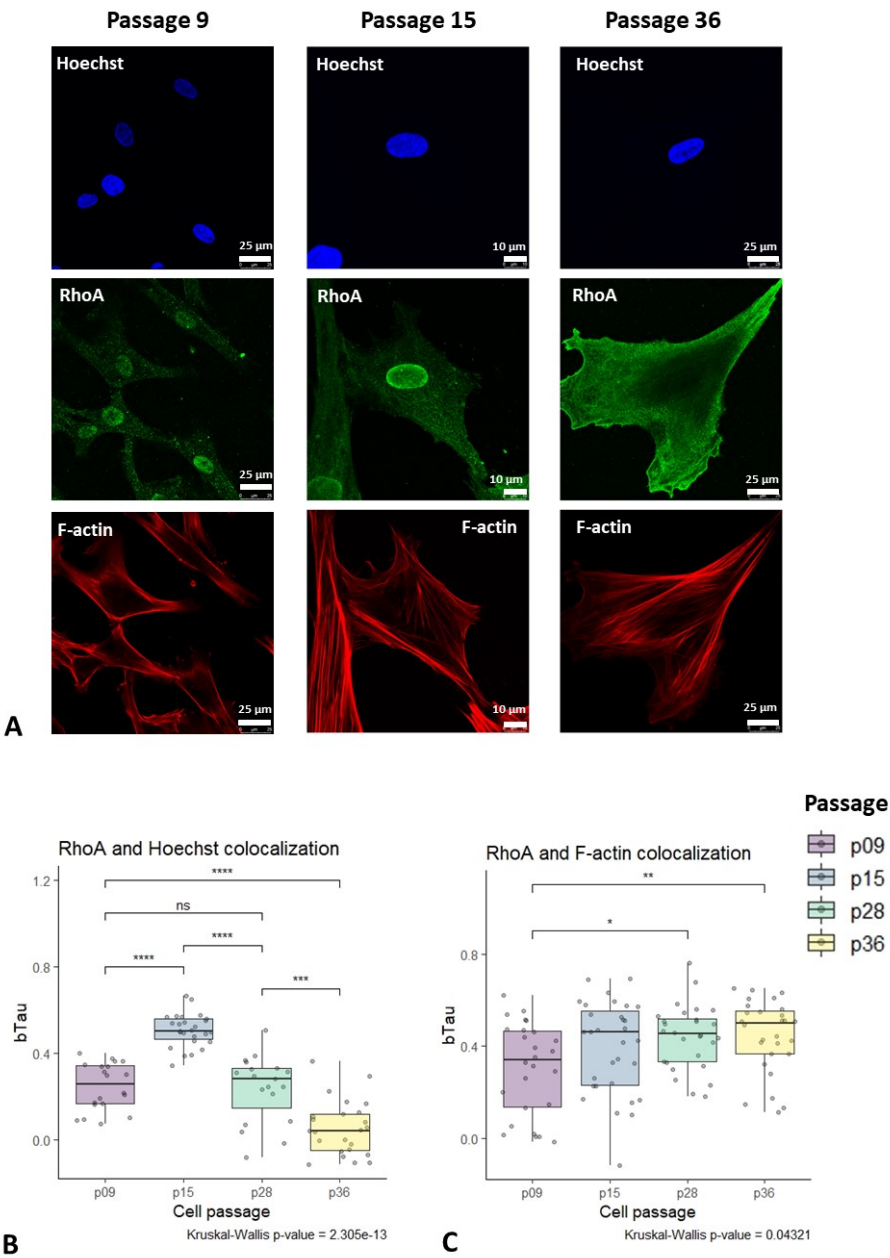 Passage 9
Passage 15
Passage 36
Hoechst
Hoechst
Hoechst
25 µm
10 µm
25 µm
RhoA
RhoA
RhoA
25 µm
10 µm
25 µm
F-actin
F-actin
F-actin
25 µm
10 µm
25 µm
A
Passage
p09
p15
p28
p36
RhoA and Hoechst colocalization
****
ns
****
****
***
1.2
0.8
0.4
0.0
bTau
p09
p15
p28
p36
Cell passage
Kruskal-Wallis p-value = 2.305e-13
B
RhoA and F-actin colocalization
**
*
0.8
0.4
0.0
bTau
p09
p15
p28
p36
Cell passage
Kruskal-Wallis p-value = 0.04321
C